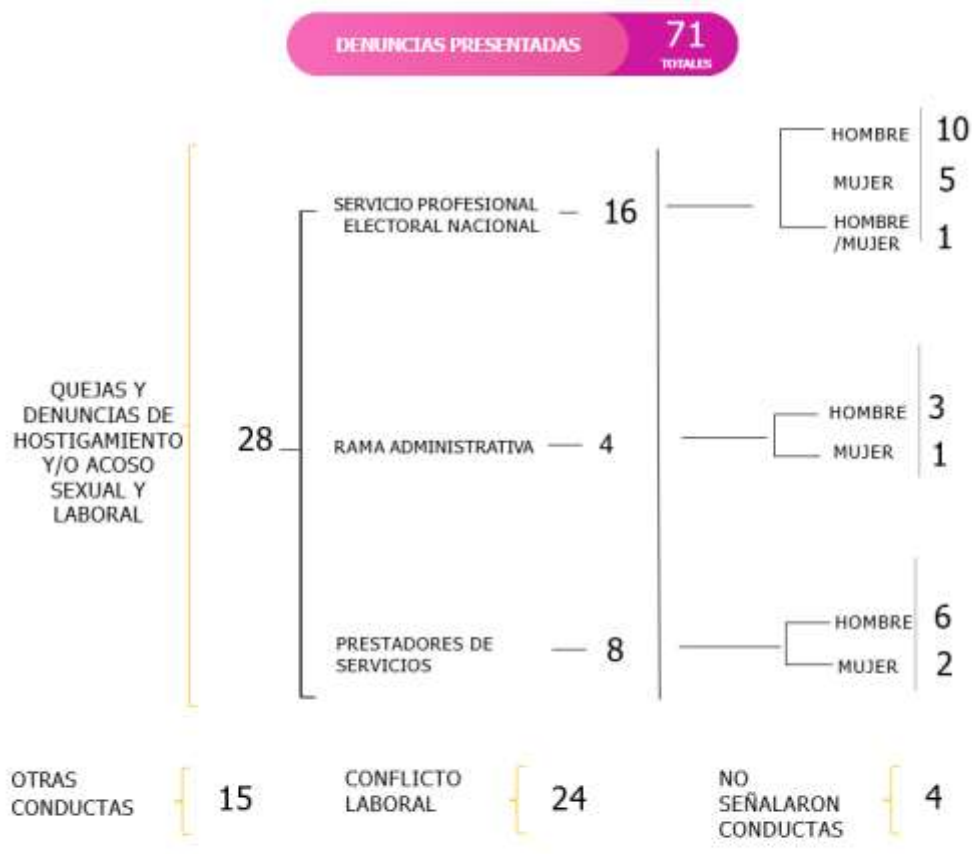 DENUNCIAS PRESENTADAS
71
TOTALES
QUEJAS Y
DENUNCIAS DE
HOSTIGAMIENTO
Y/O ACOSO
SEXUAL Y
LABORAL
28
SERVICIO PROFESIONAL
ELECTORAL NACIONAL
16
HOMBRE 10
MUJER 5
HOMBRE
/MUJER 1
RAMA ADMINISTRATIVA 4
HOMBRE 3
MUJER 1
PRESTADORES DE
SERVICIOS
8
HOMBRE 6
MUJER 2
OTRAS
CONDUCTAS
15
CONFLICTO
LABORAL
24
NO
SEÑALARON
CONDUCTAS
4